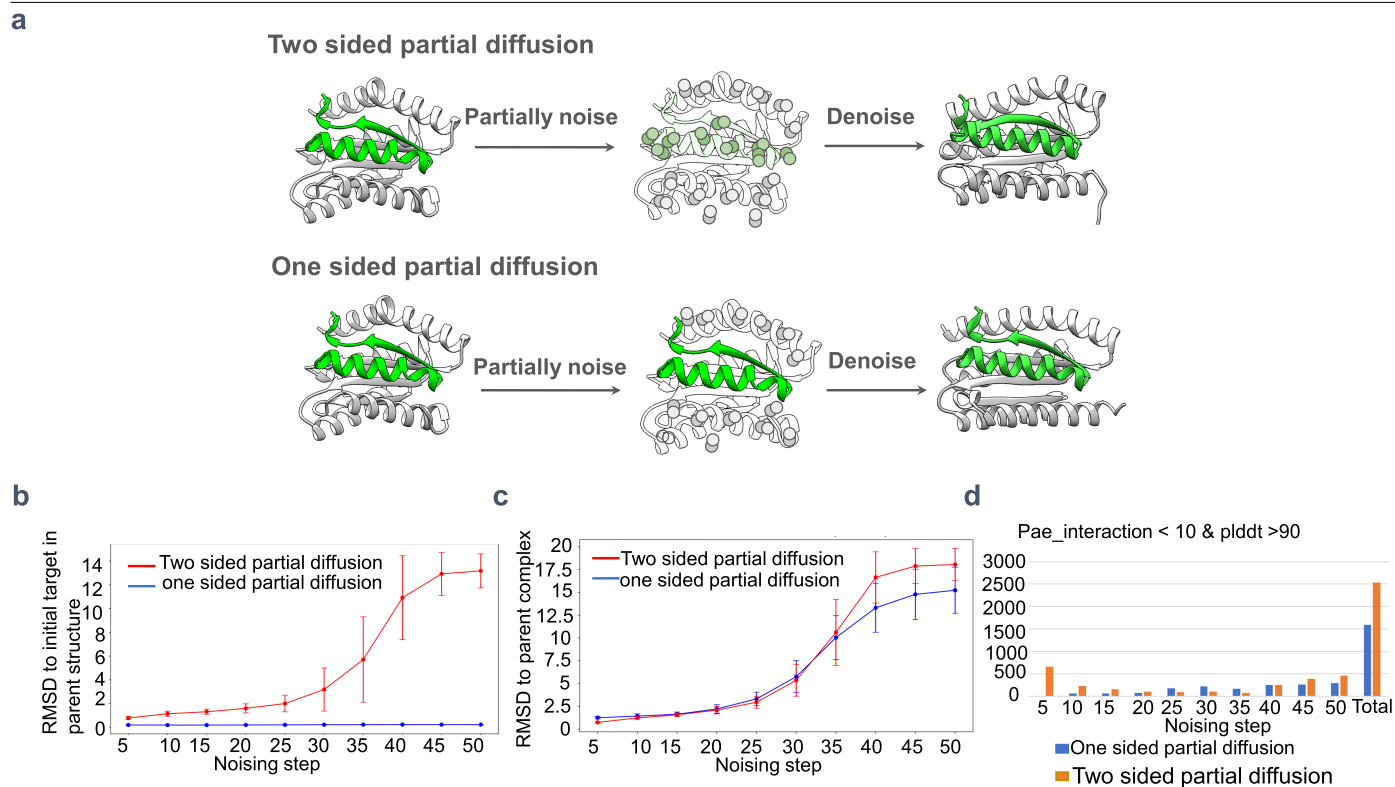 a
Two sided partial diffusion
Partially noise
Denoise
One sided partial diffusion
Partially noise
Denoise
b
RMSD to initial target in
parent structure
14
12
10
8
6
4
2
0
Two sided partial diffusion
one sided partial diffusion
5 10 15 20 25 30 35 40 45 50
Noising step
c
RMSD to parent complex
20
17.5
15
12.5
10
7.5
5
2.5
0
Two sided partial diffusion
one sided partial diffusion
5 10 15 20 25 30 35 40 45 50
Noising step
d
Pae_interaction < 10 & plddt >90
3000
2500
2000
1500
1000
500
0
5 10 15 20 25 30 35 40 45 50 Total
Noising step
One sided partial diffusion
Two sided partial diffusion